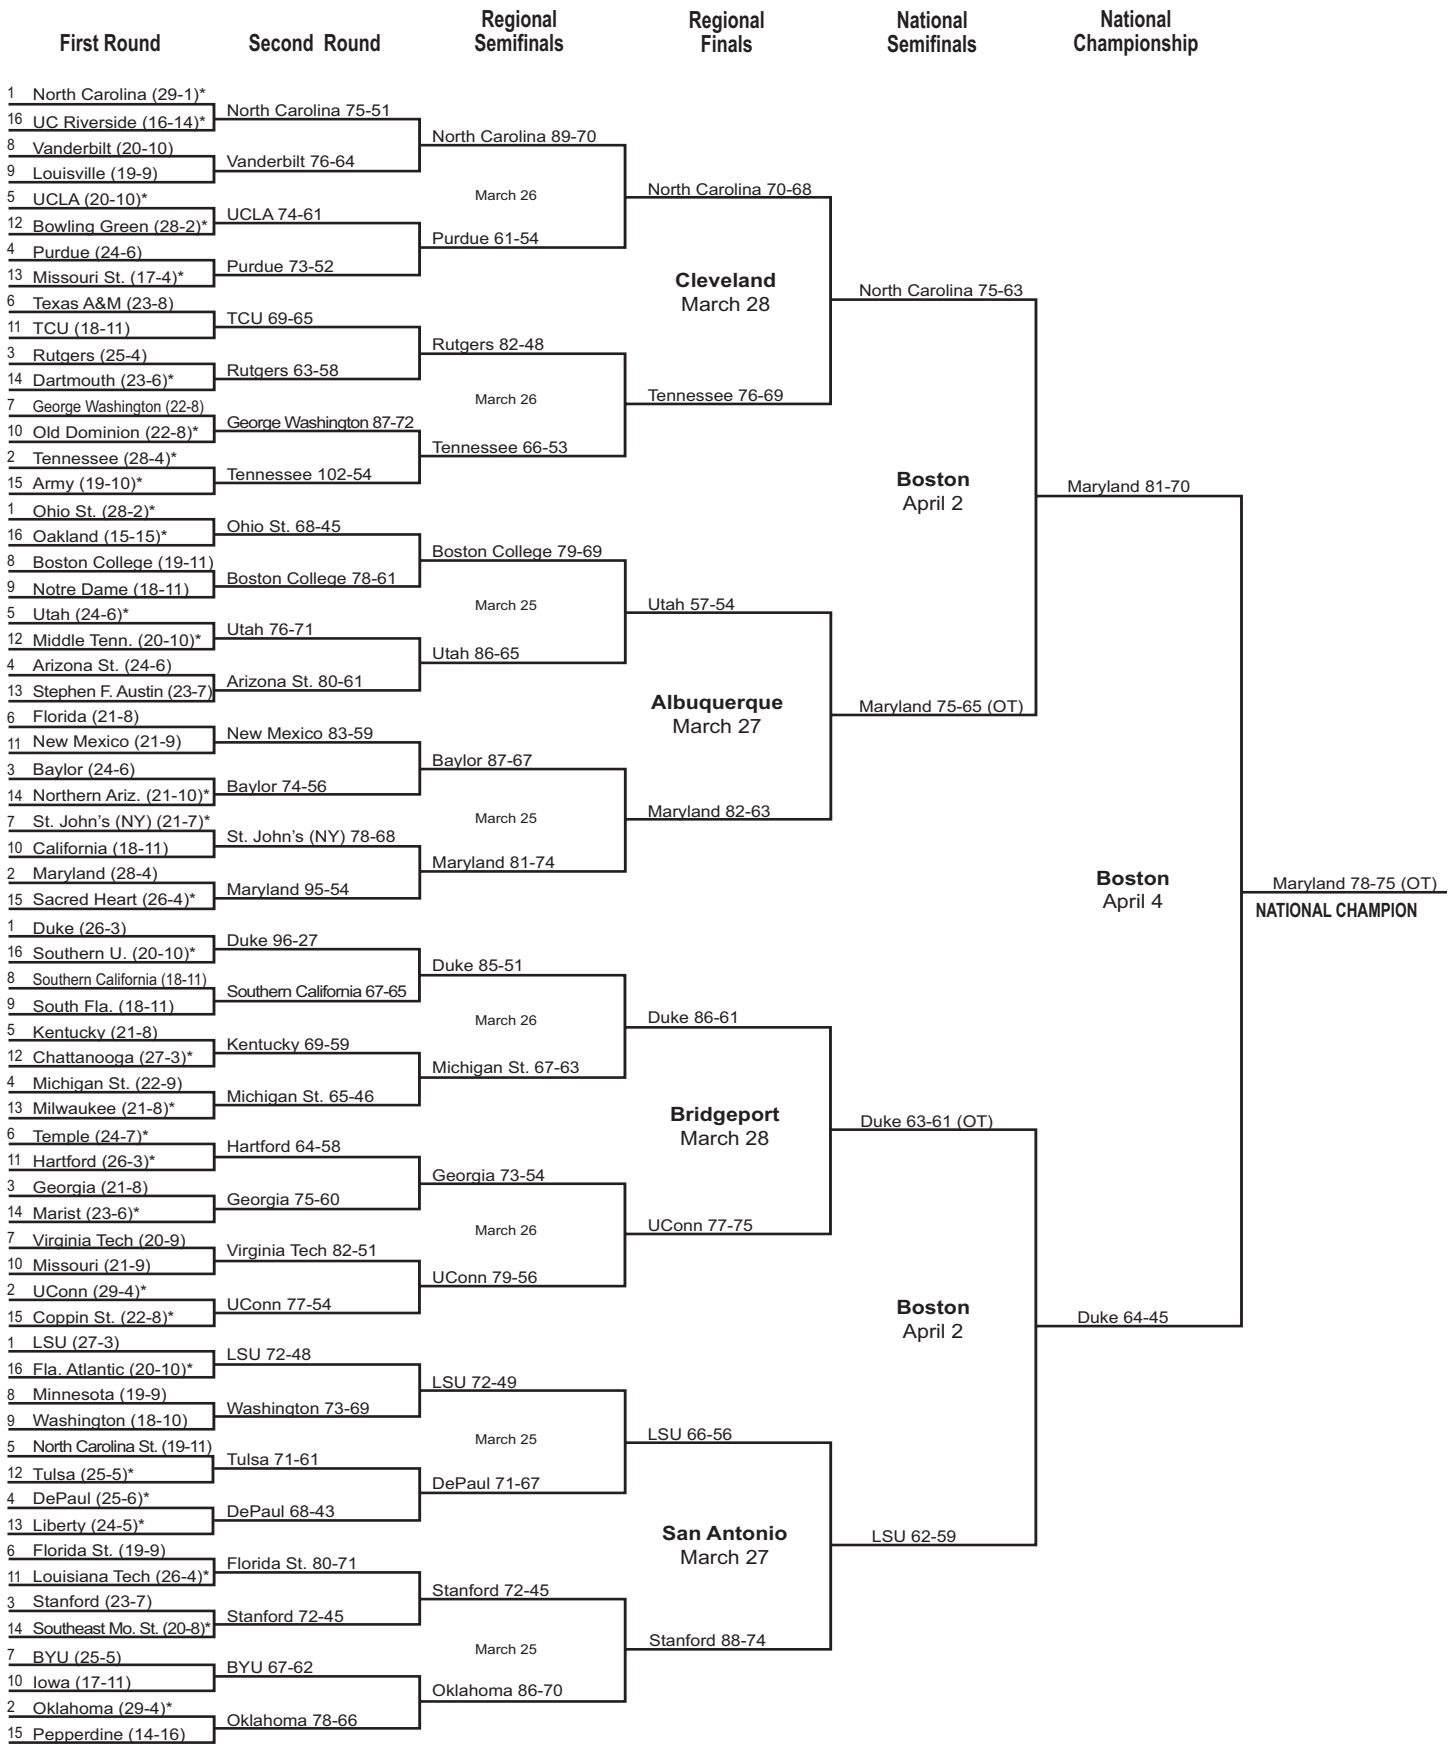 First Round
Second Round
Regional
Semifinals
Regional
Finals
National
Semifinals
National
Championship
1 North Carolina (29-1)*
16 UC Riverside (16-14)*
8 Vanderbilt (20-10)
9 Louisville (19-9)
5 UCLA (20-10)*
12 Bowling Green (28-2)*
4 Purdue (24-6)
13 Missouri St. (17-4)*
6 Texas A&M (23-8)
11 TCU (18-11)
3 Rutgers (25-4)
14 Dartmouth (23-6)*
7 George Washington (22-8)
10 Old Dominion (22-8)*
2 Tennessee (28-4)*
15 Army (19-10)*
1 Ohio St. (28-2)*
16 Oakland (15-15)*
8 Boston College (19-11)
9 Notre Dame (18-11)
5 Utah (24-6)*
12 Middle Tenn. (20-10)*
4 Arizona St. (24-6)
13 Stephen F. Austin (23-7)
6 Florida (21-8)
11 New Mexico (21-9)
3 Baylor (24-6)
14 Northern Ariz. (21-10)*
7 St. John’s (NY) (21-7)*
10 California (18-11)
2 Maryland (28-4)
15 Sacred Heart (26-4)*
1 Duke (26-3)
16 Southern U. (20-10)*
8 Southern California (18-11)
9 South Fla. (18-11)
5 Kentucky (21-8)
12 Chattanooga (27-3)*
4 Michigan St. (22-9)
13 Milwaukee (21-8)*
6 Temple (24-7)*
11 Hartford (26-3)*
3 Georgia (21-8)
14 Marist (23-6)*
7 Virginia Tech (20-9)
10 Missouri (21-9)
2 UConn (29-4)*
15 Coppin St. (22-8)*
1 LSU (27-3)
16 Fla. Atlantic (20-10)*
8 Minnesota (19-9)
9 Washington (18-10)
5 North Carolina St. (19-11)
12 Tulsa (25-5)*
4 DePaul (25-6)*
13 Liberty (24-5)*
6 Florida St. (19-9)
11 Louisiana Tech (26-4)*
3 Stanford (23-7)
14 Southeast Mo. St. (20-8)*
7 BYU (25-5)
10 Iowa (17-11)
2 Oklahoma (29-4)*
15 Pepperdine (14-16)
North Carolina 75-51
Vanderbilt 76-64
UCLA 74-61
Purdue 73-52
TCU 69-65
Rutgers 63-58
George Washington 87-72
Tennessee 102-54
Ohio St. 68-45
Boston College 78-61
Utah 76-71
Arizona St. 80-61
New Mexico 83-59
Baylor 74-56
St. John’s (NY) 78-68
Maryland 95-54
Duke 96-27
Southern California 67-65
Kentucky 69-59
Michigan St. 65-46
Hartford 64-58
Georgia 75-60
Virginia Tech 82-51
UConn 77-54
LSU 72-48
Washington 73-69
Tulsa 71-61
DePaul 68-43
Florida St. 80-71
Stanford 72-45
BYU 67-62
Oklahoma 78-66
North Carolina 89-70
March 26
Purdue 61-54
Rutgers 82-48
March 26
Tennessee 66-53
Boston College 79-69
March 25
Utah 86-65
Baylor 87-67
March 25
Maryland 81-74
Duke 85-51
March 26
Michigan St. 67-63
Georgia 73-54
March 26
UConn 79-56
LSU 72-49
March 25
DePaul 71-67
Stanford 72-45
March 25
Oklahoma 86-70
North Carolina 70-68
Cleveland
March 28
Tennessee 76-69
Utah 57-54
Albuquerque
March 27
Maryland 82-63
Duke 86-61
Bridgeport
March 28
UConn 77-75
LSU 66-56
San Antonio
March 27
Stanford 88-74
North Carolina 75-63
Boston
April 2
Maryland 75-65 (OT)
Duke 63-61 (OT)
Boston
April 2
LSU 62-59
Maryland 81-70
Boston
April 4
Duke 64-45
Maryland 78-75 (OT)
NATIONAL CHAMPION